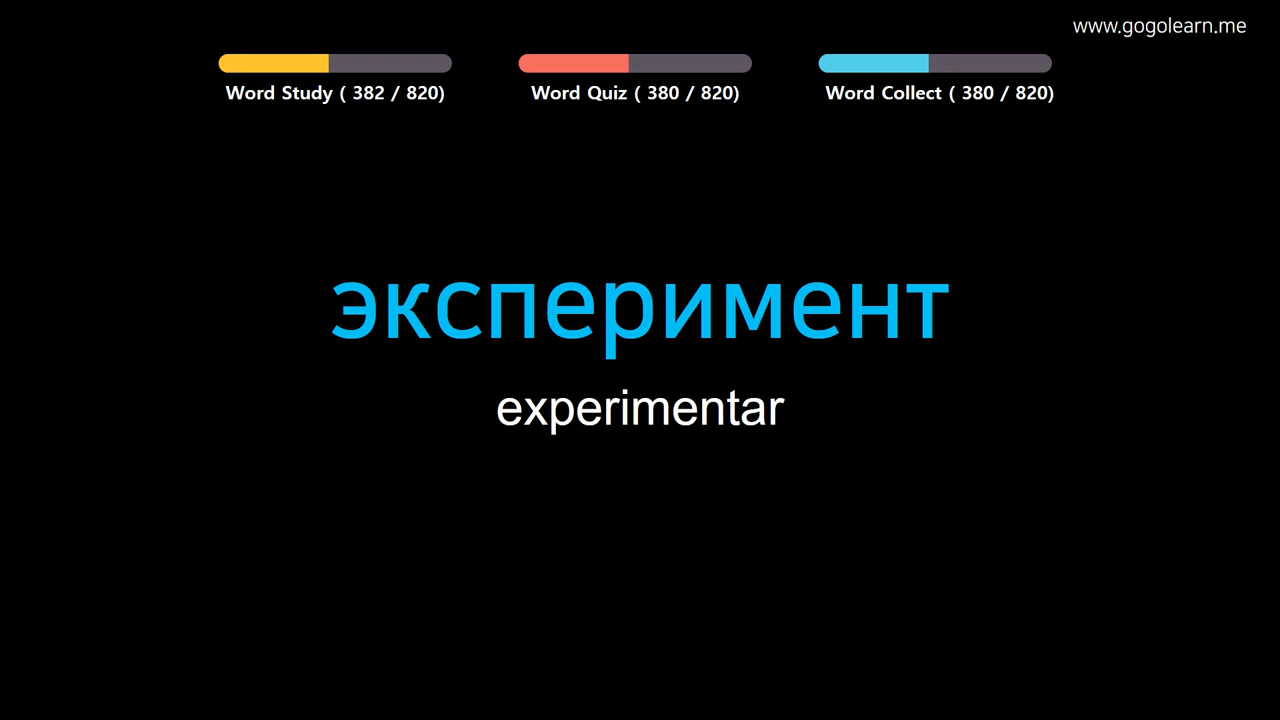 www.gogolearn.me
Word Study ( 382 / 820)
Word Quiz ( 380 / 820)
Word Collect ( 380 / 820)
эксперимент
experimentar